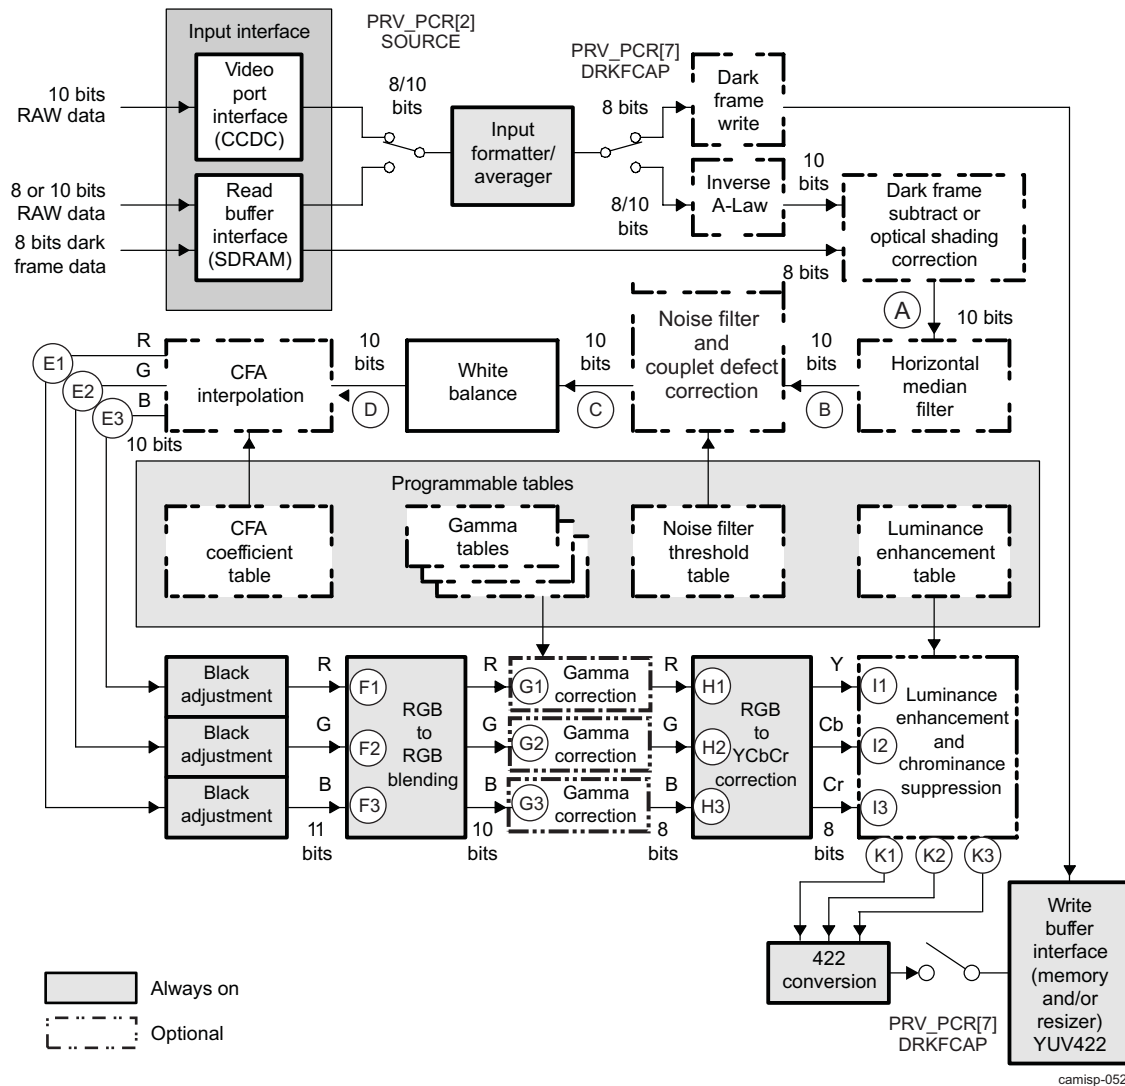 Input interface
PRV_PCR[2]
SOURCE
PRV_PCR[7]
DRKFCAP
10 bits
RAW data
Video
port
interface
(CCDC)
8/10
bits
Input
formatter/
averager
8 bits
Dark
frame
write
8 or 10 bits
RAW data
8 bits dark
frame data
Read
buffer
interface
(SDRAM)
8/10
bits
Inverse
A-Law
10
bits
Dark frame
subtract or
optical shading
correction
8 bits
A
10 bits
R
G
B
E1
E2
E3
10 bits
CFA
interpolation
10
bits
D
White
balance
10
bits
C
Noise filter
and
couplet defect
correction
10
bits
B
Horizontal
median
filter
Programmable tables
CFA
coefficient
table
Gamma
tables
Noise filter
threshold
table
Luminance
enhancement
table
Black
adjustment
Black
adjustment
Black
adjustment
R
G
B
11
bits
F1
F2
F3
RGB
to
RGB
blending
R
G
B
10
bits
G1
Gamma
correction
G2
Gamma
correction
G3
Gamma
correction
R
G
B
8
bits
H1
H2
H3
RGB
to
YCbCr
correction
Y
Cb
Cr
8
bits
I1
I2
I3
Luminance
enhancement
and
chrominance
suppression
K1
K2
K3
422
conversion
PRV_PCR[7]
DRKFCAP
Write
buffer
interface
(memory
and/or
resizer)
YUV422
Always on
Optional
camisp-052